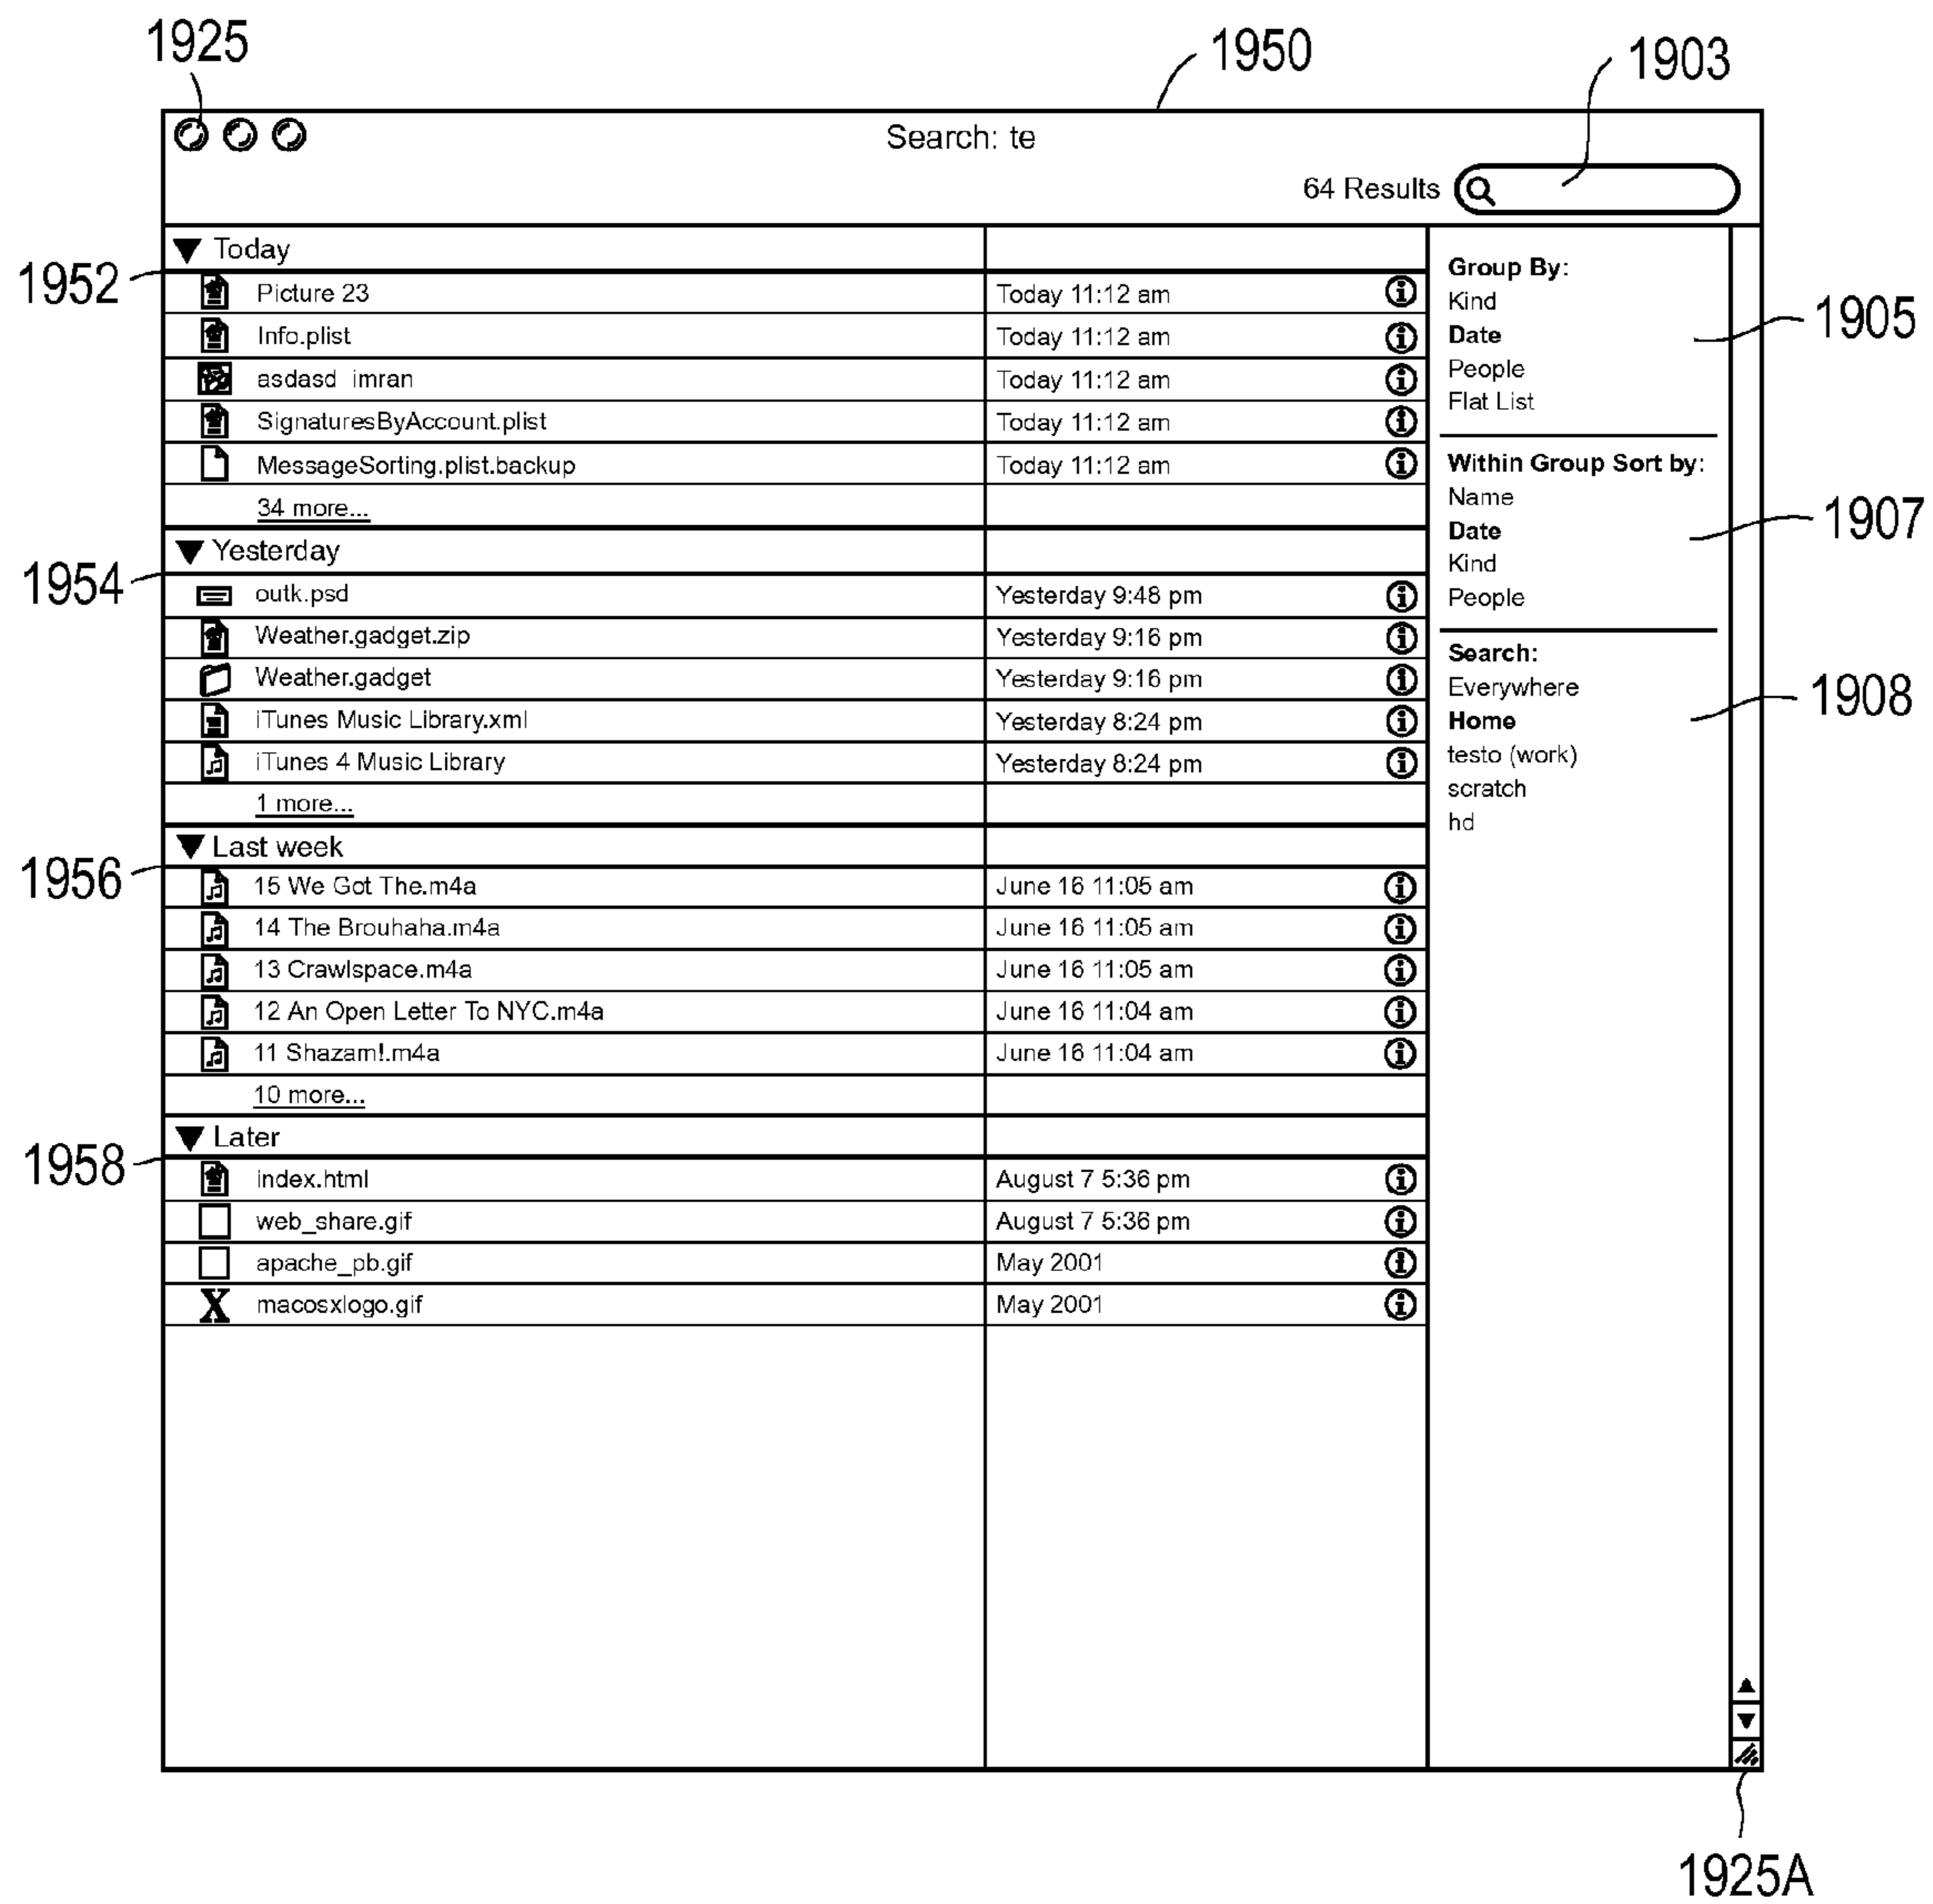 1925
1950
1903
Search: te
64 Results
Today
1952
Picture 23 Today 11:12 am
Info.plist Today 11:12 am
asdasd imran Today 11:12 am
SignaturesByAccount.plist Today 11:12 am
MessageSorting.plist.backup Today 11:12 am
34 more...
Yesterday
1954
outk.psd Yesterday 9:48 pm
Weather.gadget.zip Yesterday 9:16 pm
Weather.gadget Yesterday 9:16 pm
iTunes Music Library.xml Yesterday 8:24 pm
iTunes 4 Music Library Yesterday 8:24 pm
1 more...
Last week
1956
15 We Got The.m4a June 16 11:05 am
14 The Brouhaha.m4a June 16 11:05 am
13 Crawlspace.m4a June 16 11:05 am
12 An Open Letter To NYC.m4a June 16 11:04 am
11 Shazam!.m4a June 16 11:04 am
10 more...
Later
1958
index.html August 7 5:36 pm
web_share.gif August 7 5:36 pm
apache_pb.gif May 2001
X macosxlogo.gif May 2001
Group By:
Kind
Date
People
Flat List
1905
Within Group Sort by:
Name
Date
Kind
People
1907
Search:
Everywhere
Home
testo (work)
scratch
hd
1908
1925A